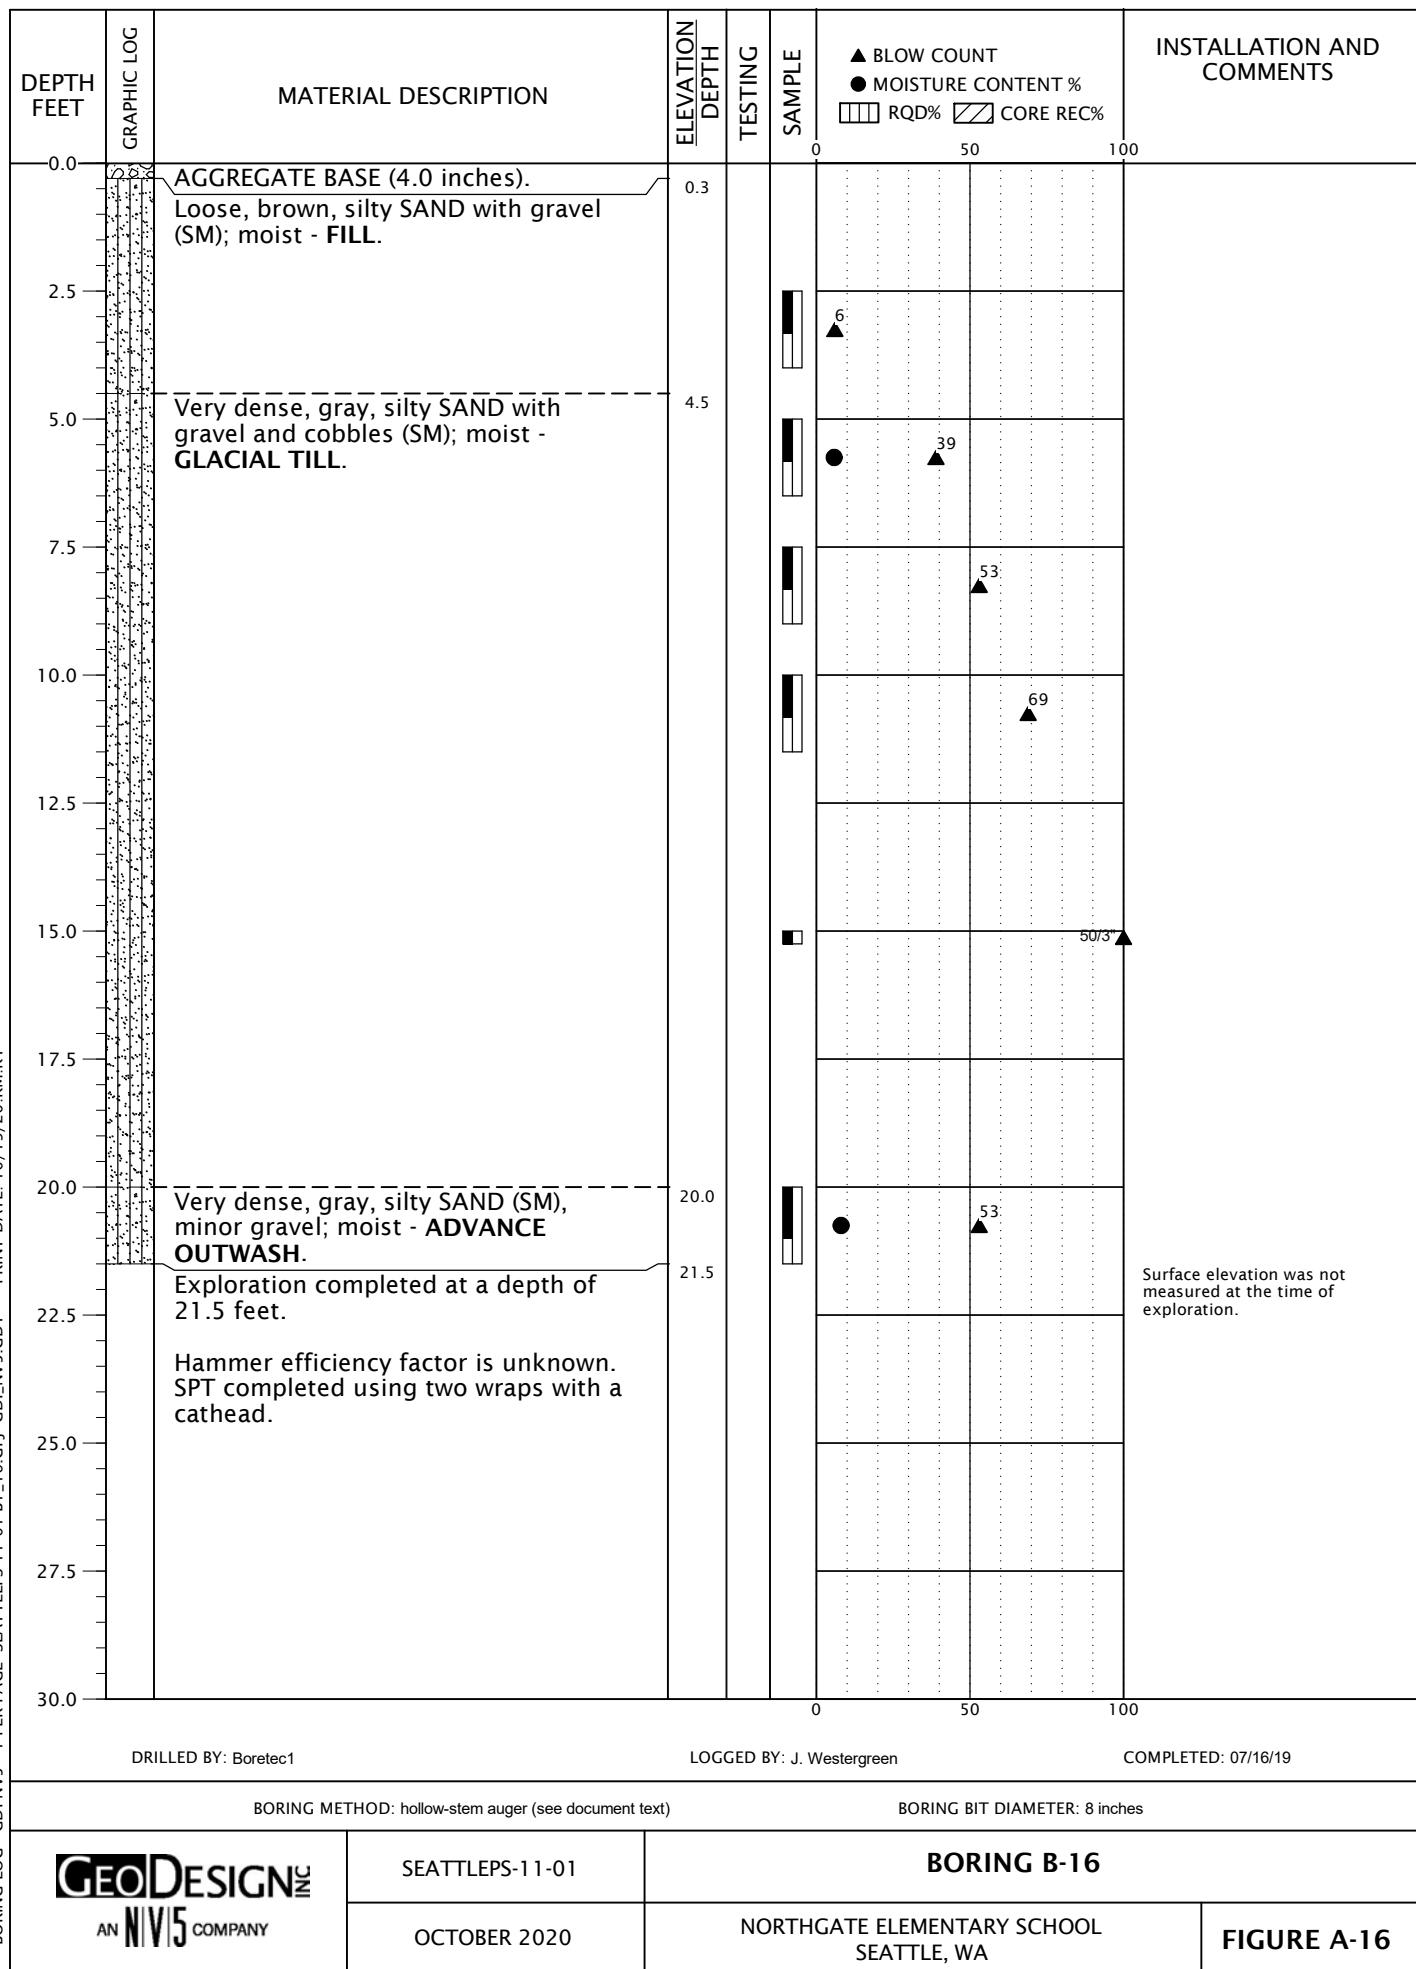 DEPTH
FEET
GRAPHIC LOG
MATERIAL DESCRIPTION
ELEVATION
DEPTH
TESTING
SAMPLE
▲ BLOW COUNT
● MOISTURE CONTENT %
RQD% CORE REC%
INSTALLATION AND
COMMENTS
0 50 100
0.0
AGGREGATE BASE (4.0 inches).
0.3
Loose, brown, silty SAND with gravel
(SM); moist - FILL.
2.5
6
Very dense, gray, silty SAND with
gravel and cobbles (SM); moist -
GLACIAL TILL.
4.5
5.0
39
7.5
53
10.0
69
12.5
15.0
50/3"
17.5
20.0
Very dense, gray, silty SAND (SM),
minor gravel; moist - ADVANCE
OUTWASH.
20.0
53
21.5
Exploration completed at a depth of
21.5 feet.
Surface elevation was not
measured at the time of
exploration.
22.5
Hammer efficiency factor is unknown.
SPT completed using two wraps with a
cathead.
25.0
27.5
30.0
0 50 100
DRILLED BY: Boretec1
LOGGED BY: J. Westergreen
COMPLETED: 07/16/19
BORING METHOD: hollow-stem auger (see document text)
BORING BIT DIAMETER: 8 inches
GEODESIGN INC
AN N|V|5 COMPANY
SEATTLEPS-11-01
OCTOBER 2020
BORING B-16
NORTHGATE ELEMENTARY SCHOOL
SEATTLE, WA
FIGURE A-16